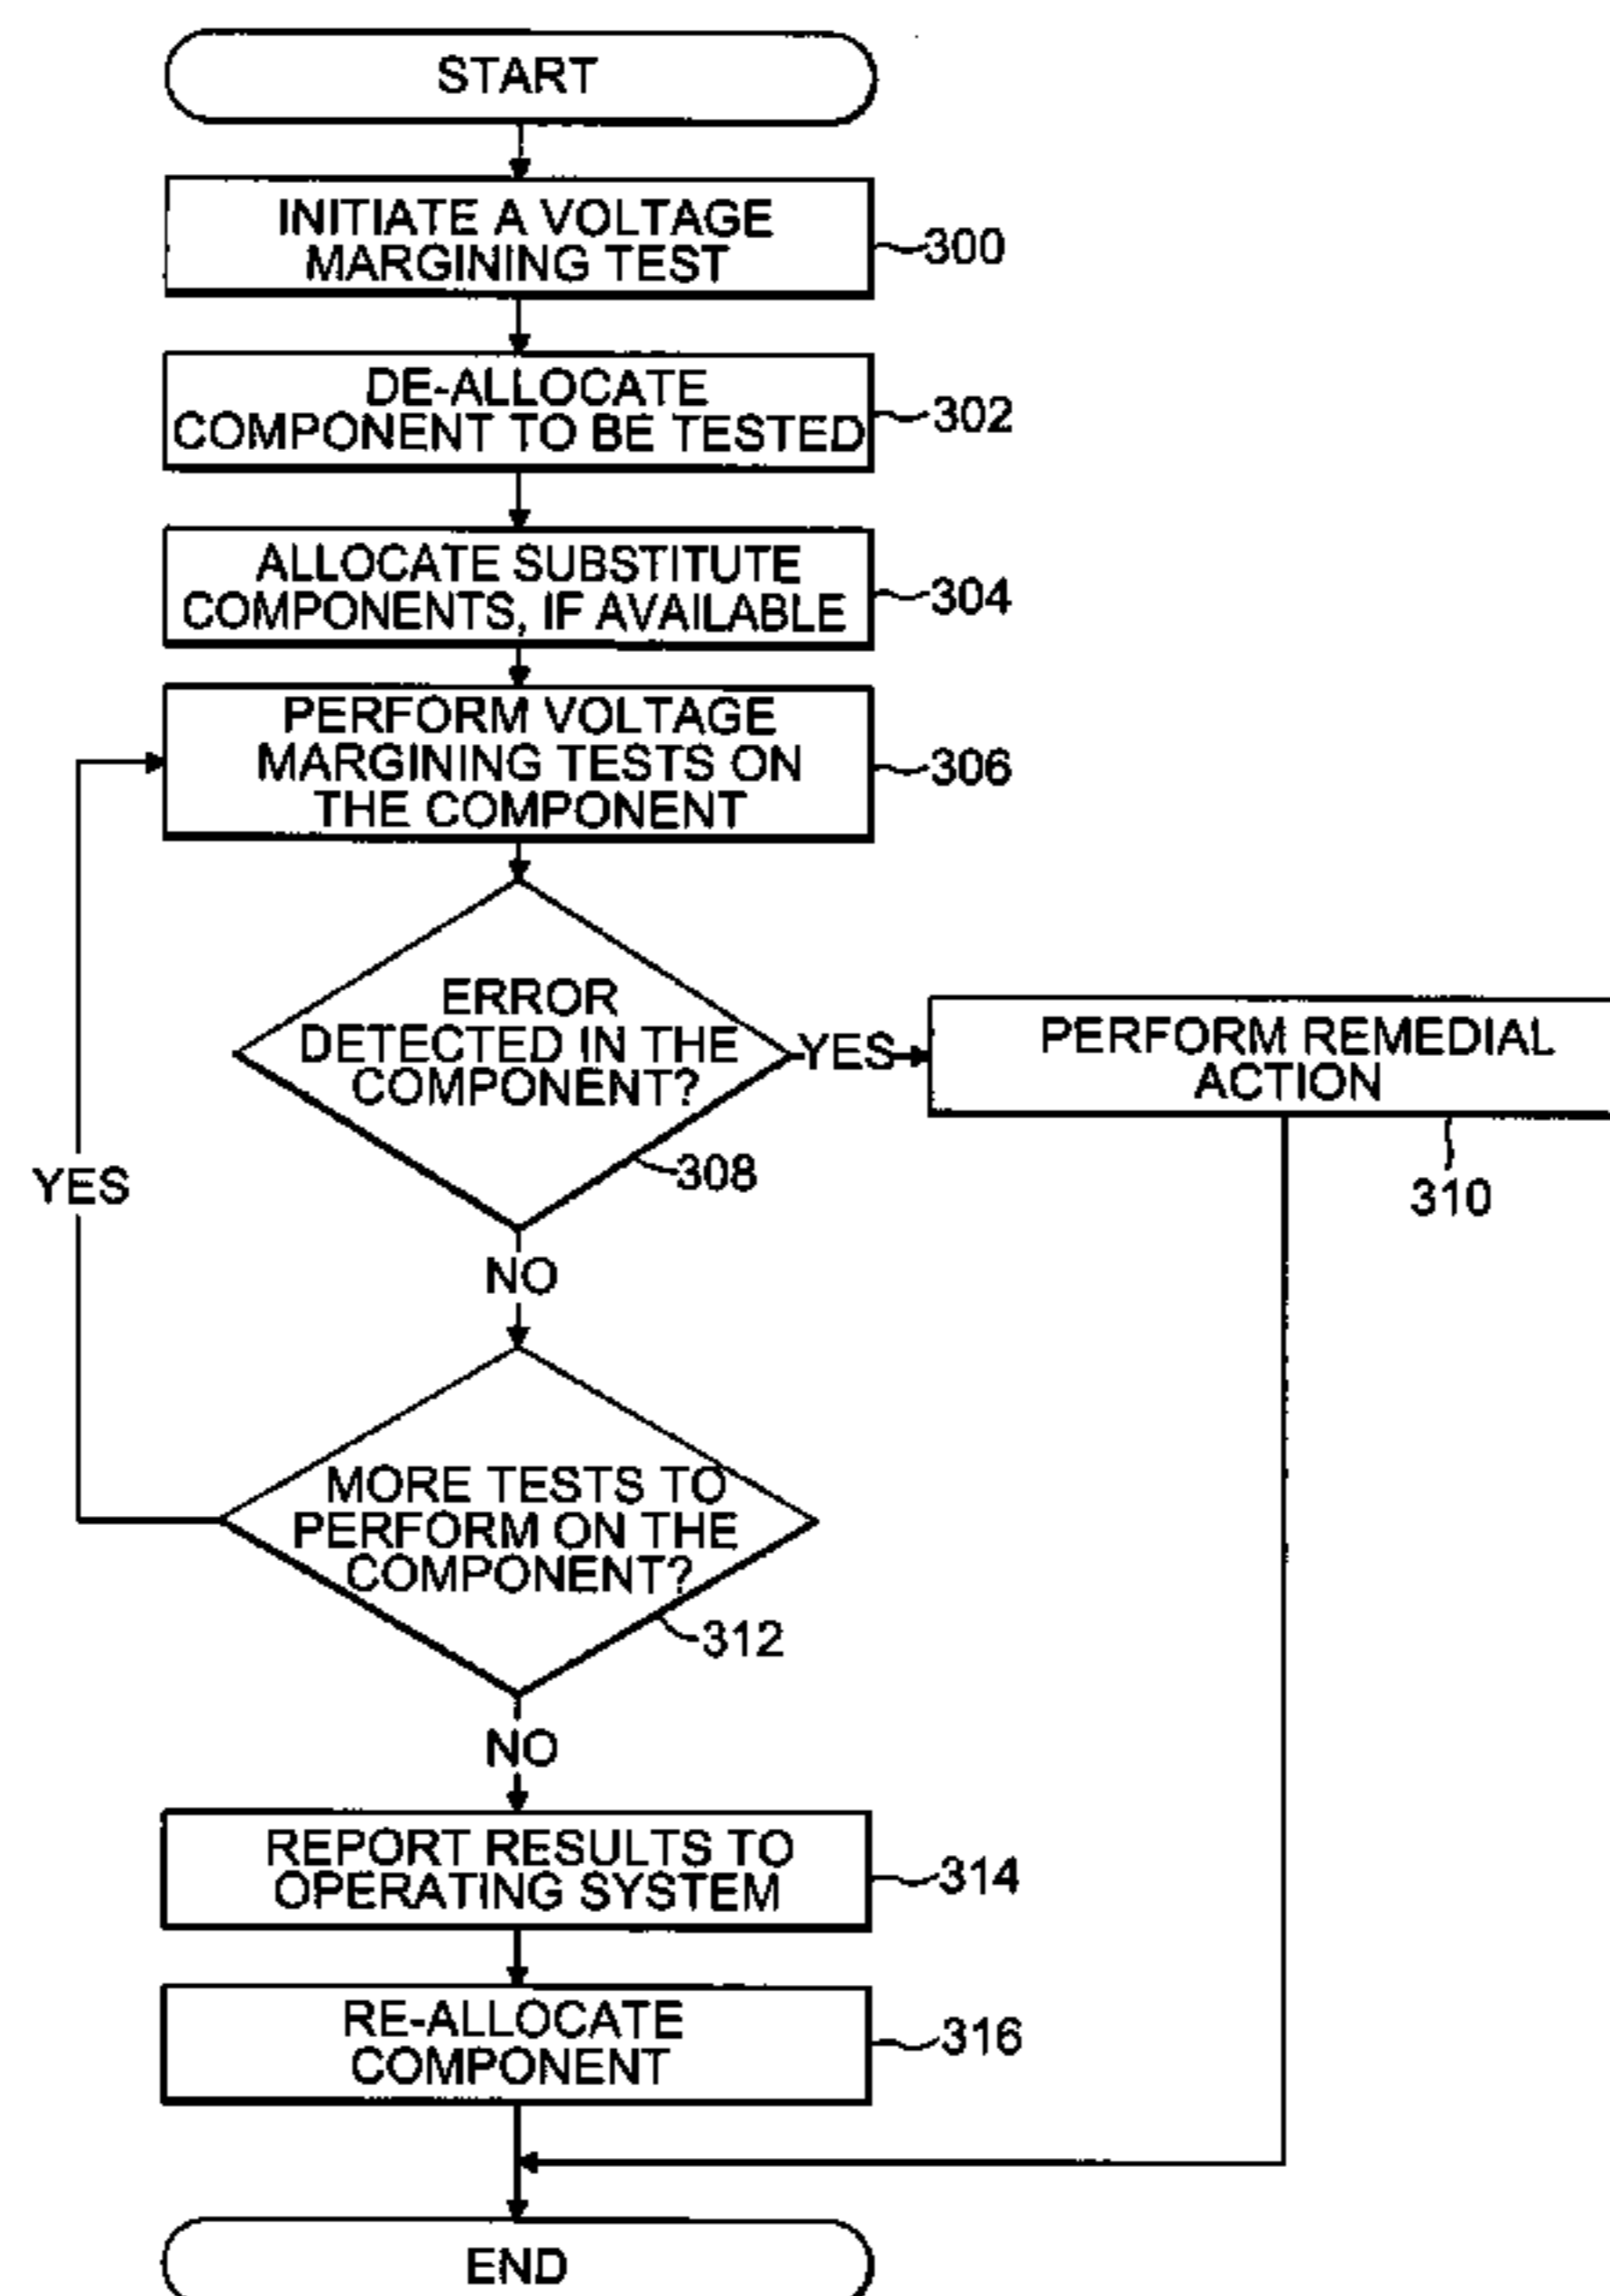 START
INITIATE A VOLTAGE
MARGINING TEST
300
DE-ALLOCATE
COMPONENT TO BE TESTED
302
ALLOCATE SUBSTITUTE
COMPONENTS, IF AVAILABLE
304
PERFORM VOLTAGE
MARGINING TESTS ON
THE COMPONENT
306
ERROR
DETECTED IN THE
COMPONENT?
308
YES
PERFORM REMEDIAL
ACTION
310
YES
NO
MORE TESTS TO
PERFORM ON THE
COMPONENT?
312
NO
REPORT RESULTS TO
OPERATING SYSTEM
314
RE-ALLOCATE
COMPONENT
316
END